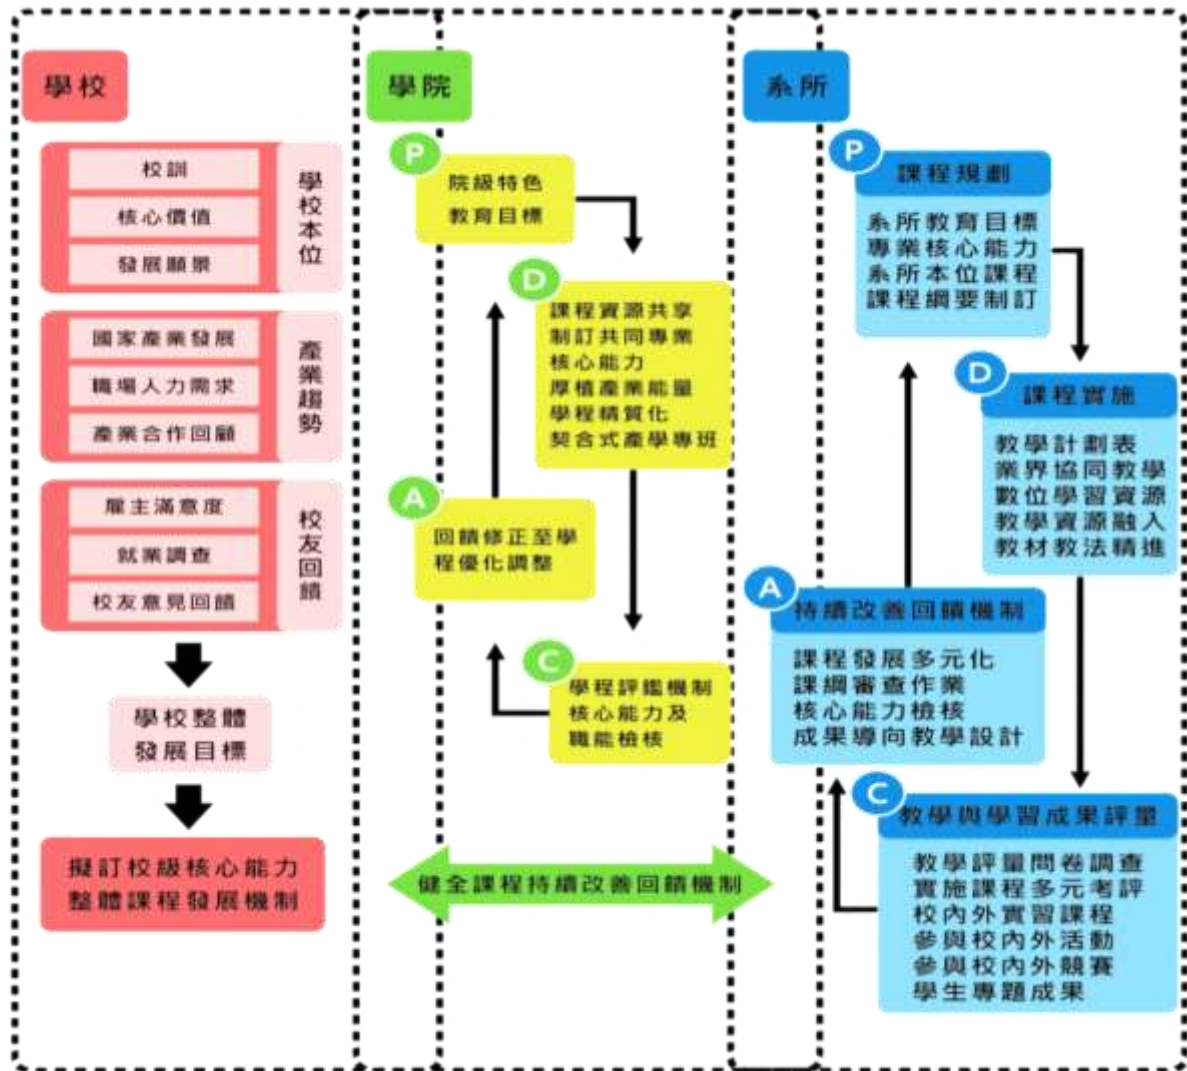 學校
校訓
核心價值
發展願景
學校本位
國家產業發展
職場人力需求
產業合作回顧
產業趨勢
雇主滿意度
就業調查
校友意見回饋
校友回饋
學校整體
發展目標
擬訂校級核心能力
整體課程發展機制
學院
P
院級特色
教育目標
D
課程資源共享
制訂共同專業
核心能力
厚植產業能量
學程精質化
契合式產學專班
A
回饋修正至學
程優化調整
C
學程評鑑機制
核心能力及
職能檢核
健全課程持續改善回饋機制
系所
P
課程規劃
系所教育目標
專業核心能力
系所本位課程
課程綱要制訂
D
課程實施
教學計劃表
業界協同教學
數位學習資源
教學資源融入
教材教法精進
A
持續改善回饋機制
課程發展多元化
課綱審查作業
核心能力檢核
成果導向教學設計
C
教學與學習成果評量
教學評量問卷調查
實施課程多元考評
校內外實習課程
參與校內外活動
參與校內外競賽
學生專題成果